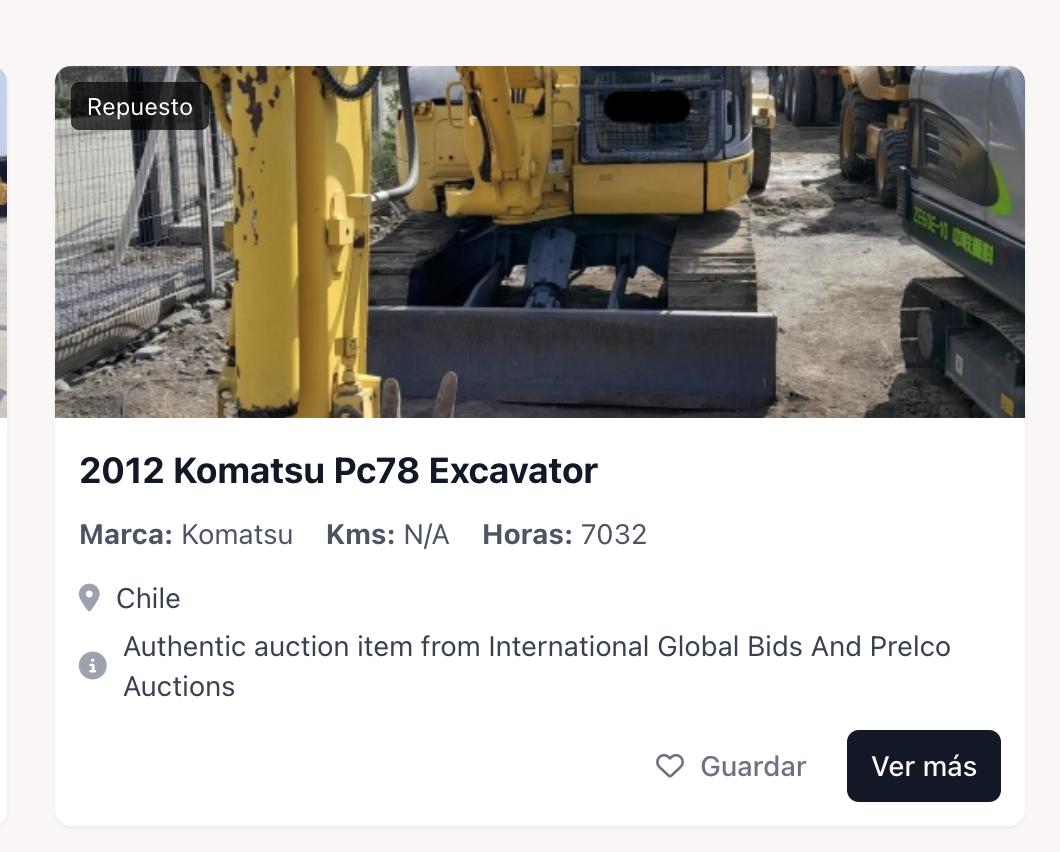 Repuesto
ZE60E-10
2012 Komatsu Pc78 Excavator
Marca: Komatsu Kms: N/A Horas: 7032
Chile
Authentic auction item from International Global Bids And Prelco
Auctions
Guardar
Ver más